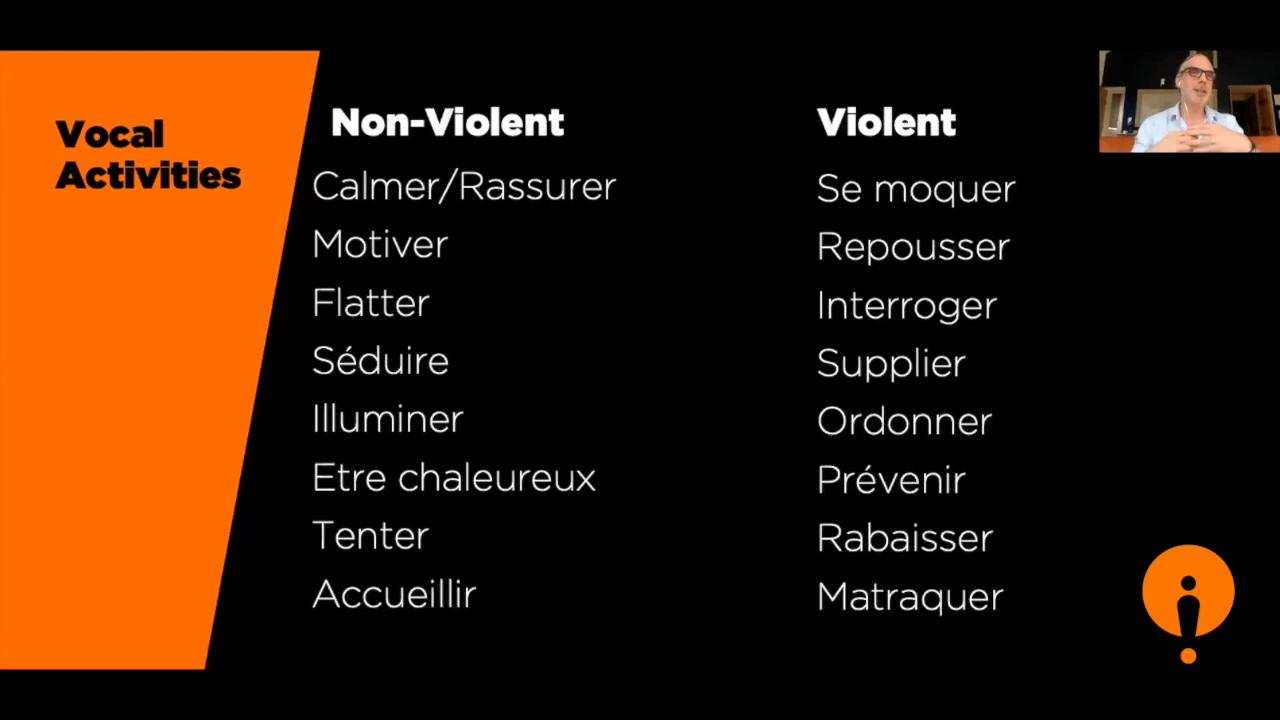 Vocal
Activities
Non-Violent
Calmer/Rassurer
Motiver
Flatter
Séduire
Illuminer
Etre chaleureux
Tenter
Accueillir
Violent
Se moquer
Repousser
Interroger
Supplier
Ordonner
Prévenir
Rabaisser
Matraquer